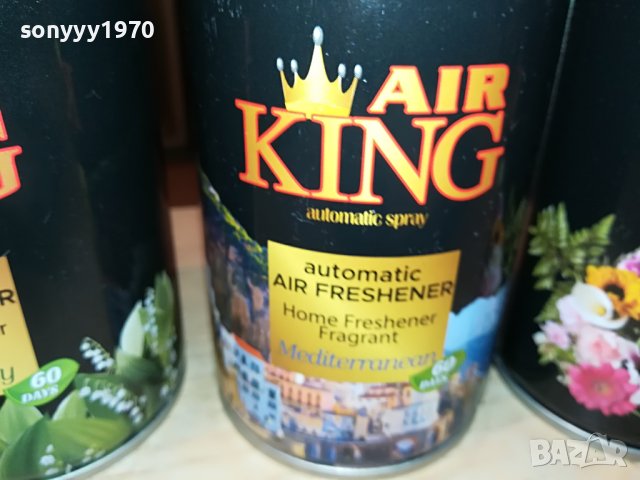 sonyyy1970
AIR
KING
automatic spray
automatic
AIR FRESHENER
Home Freshener
Fragrant
Mediterranean
60
DAYS
60
DAYS
BAZAR